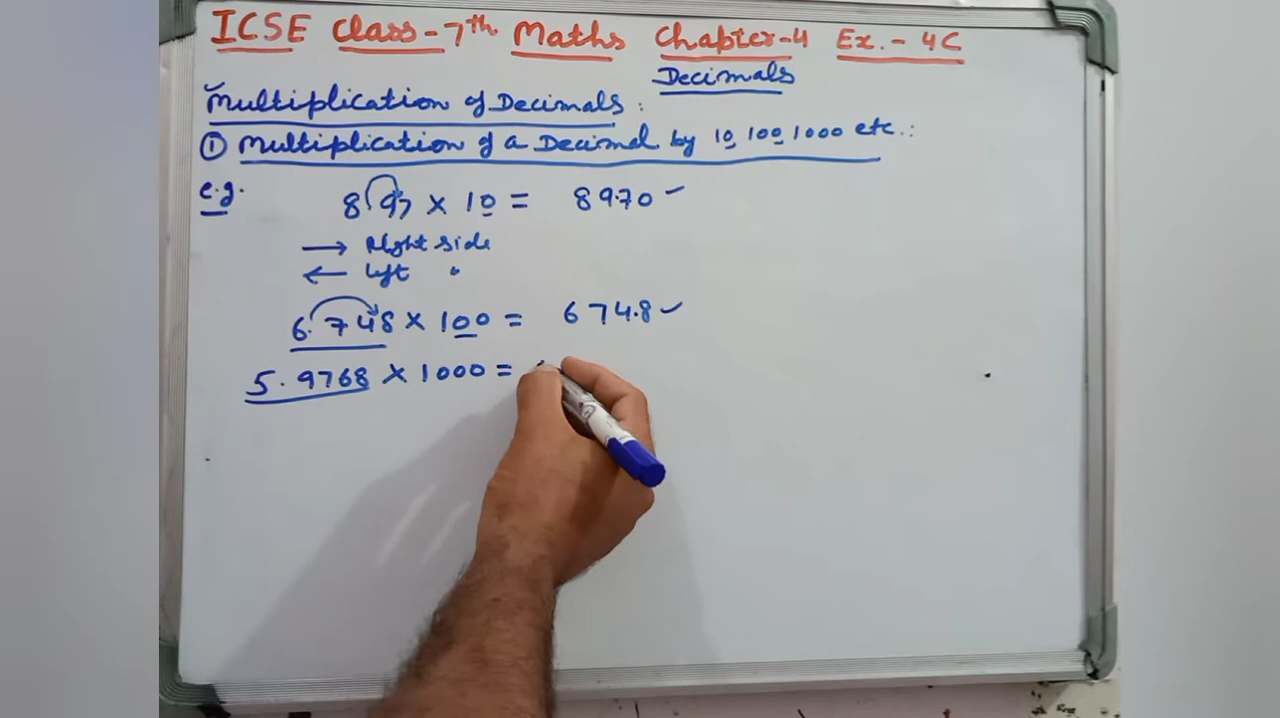 ICSE Class-7th Maths Chapter-4 Ex.- 4C
Decimals
Multiplication of Decimals:
① Multiplication of a Decimal by 10 100 1000 etc.:
e.g. 8.97 × 10 = 89.70
→ Right side
← left "
6.748 × 100 = 674.8
5.9768 × 1000 =